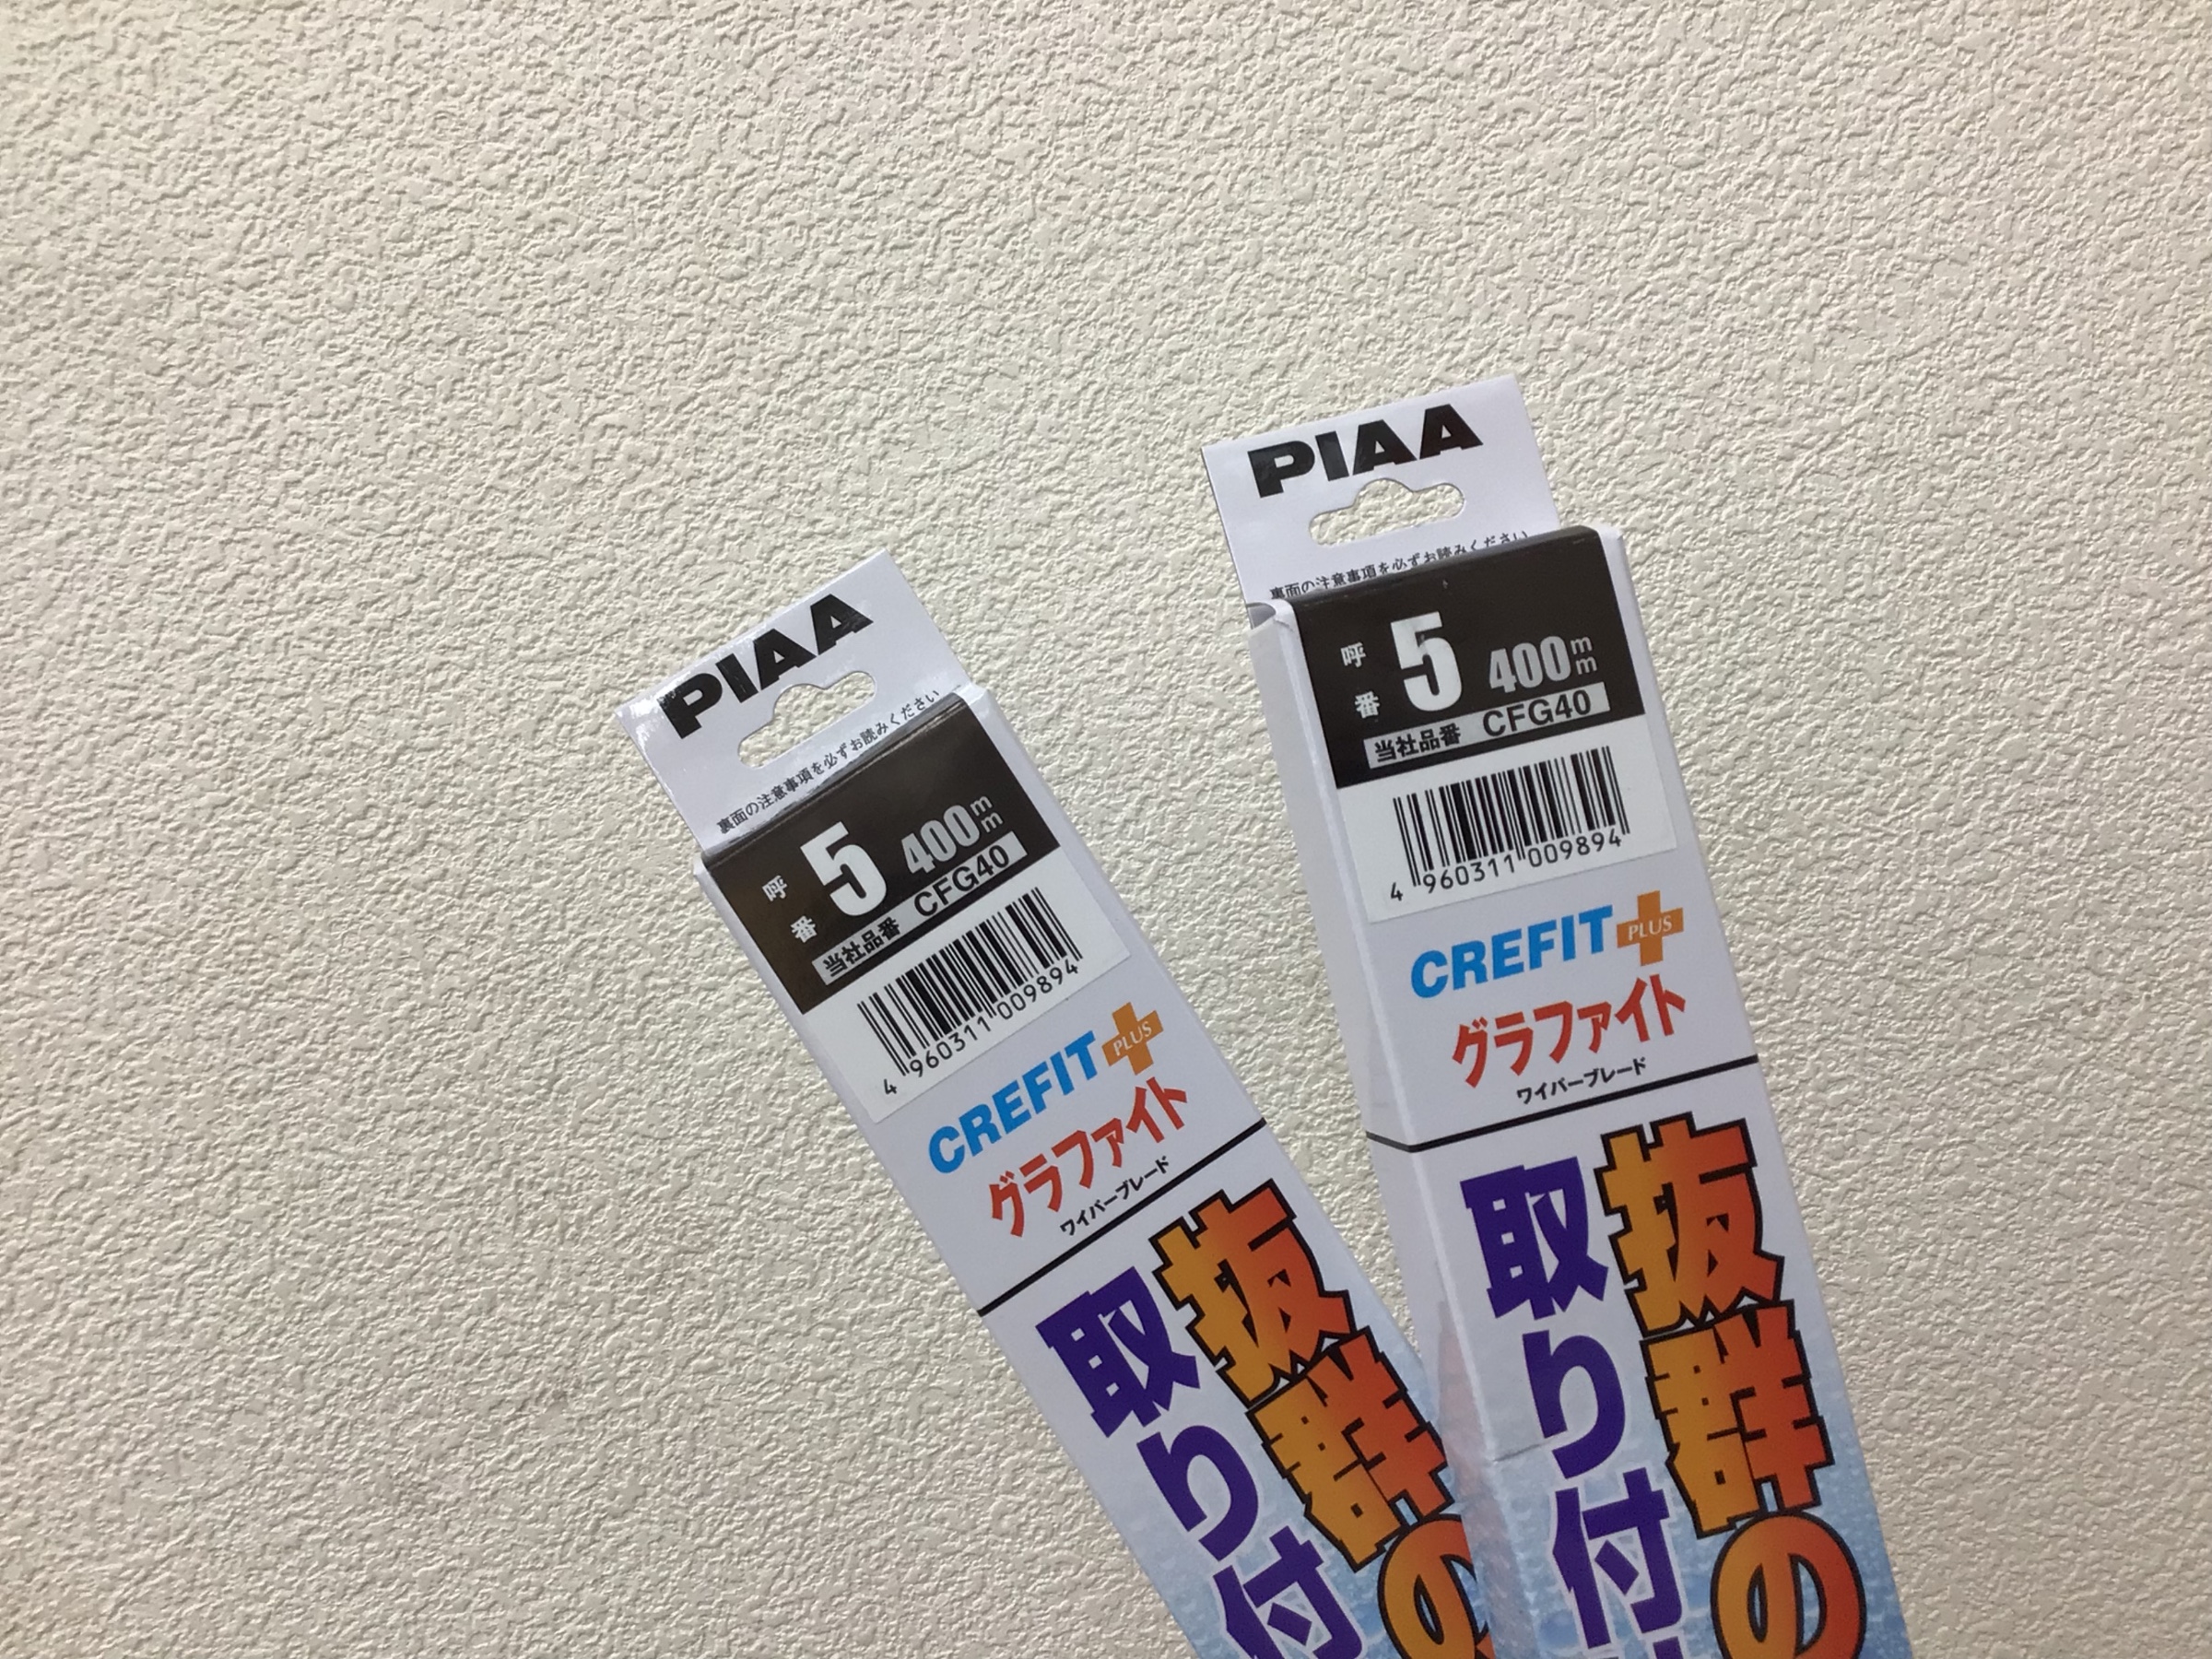 PIAA
裏面の注意事項を必ずお読みください
呼番 5 400mm
当社品番 CFG40
4 960311 009894
CREFIT PLUS
グラファイト
ワイパーブレード
抜群の
取り付
PIAA
裏面の注意事項を必ずお読みください
呼番 5 400mm
当社品番 CFG40
4 960311 009894
CREFIT PLUS
グラファイト
ワイパーブレード
抜群の
取り付